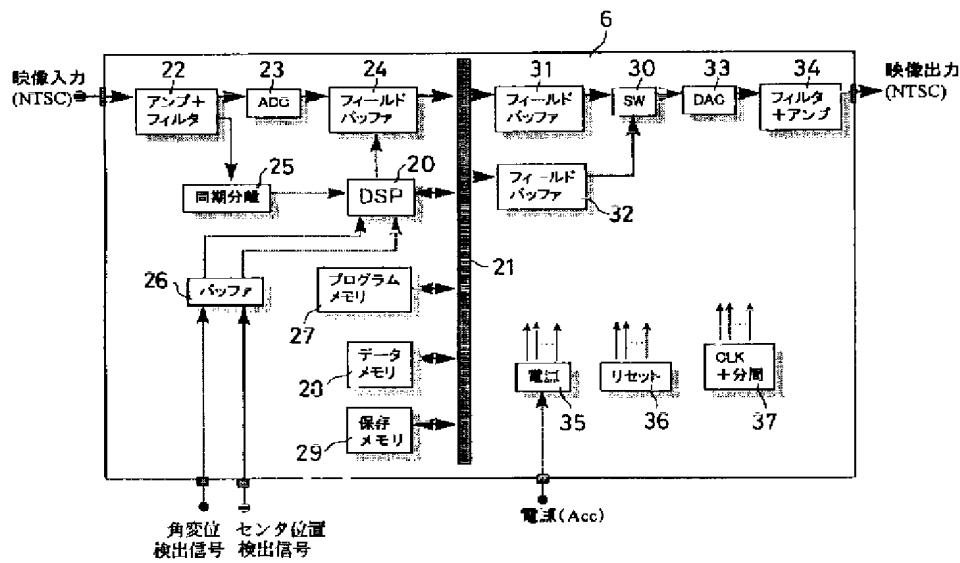 6
映像入力
(NTSC)
22
アンプ+
フィルタ
23
ADC
24
フィールド
バッファ
31
フィールド
バッファ
30
SW
33
DAC
34
フィルタ
+アンプ
映像出力
(NTSC)
25
同期分離
20
DSP
フィールド
バッファ
32
21
26
バッファ
プログラム
メモリ
27
データ
メモリ
28
保存
メモリ
29
電源
35
リセット
36
CLK
+分周
37
角変位
検出信号
センタ位置
検出信号
電源(Acc)